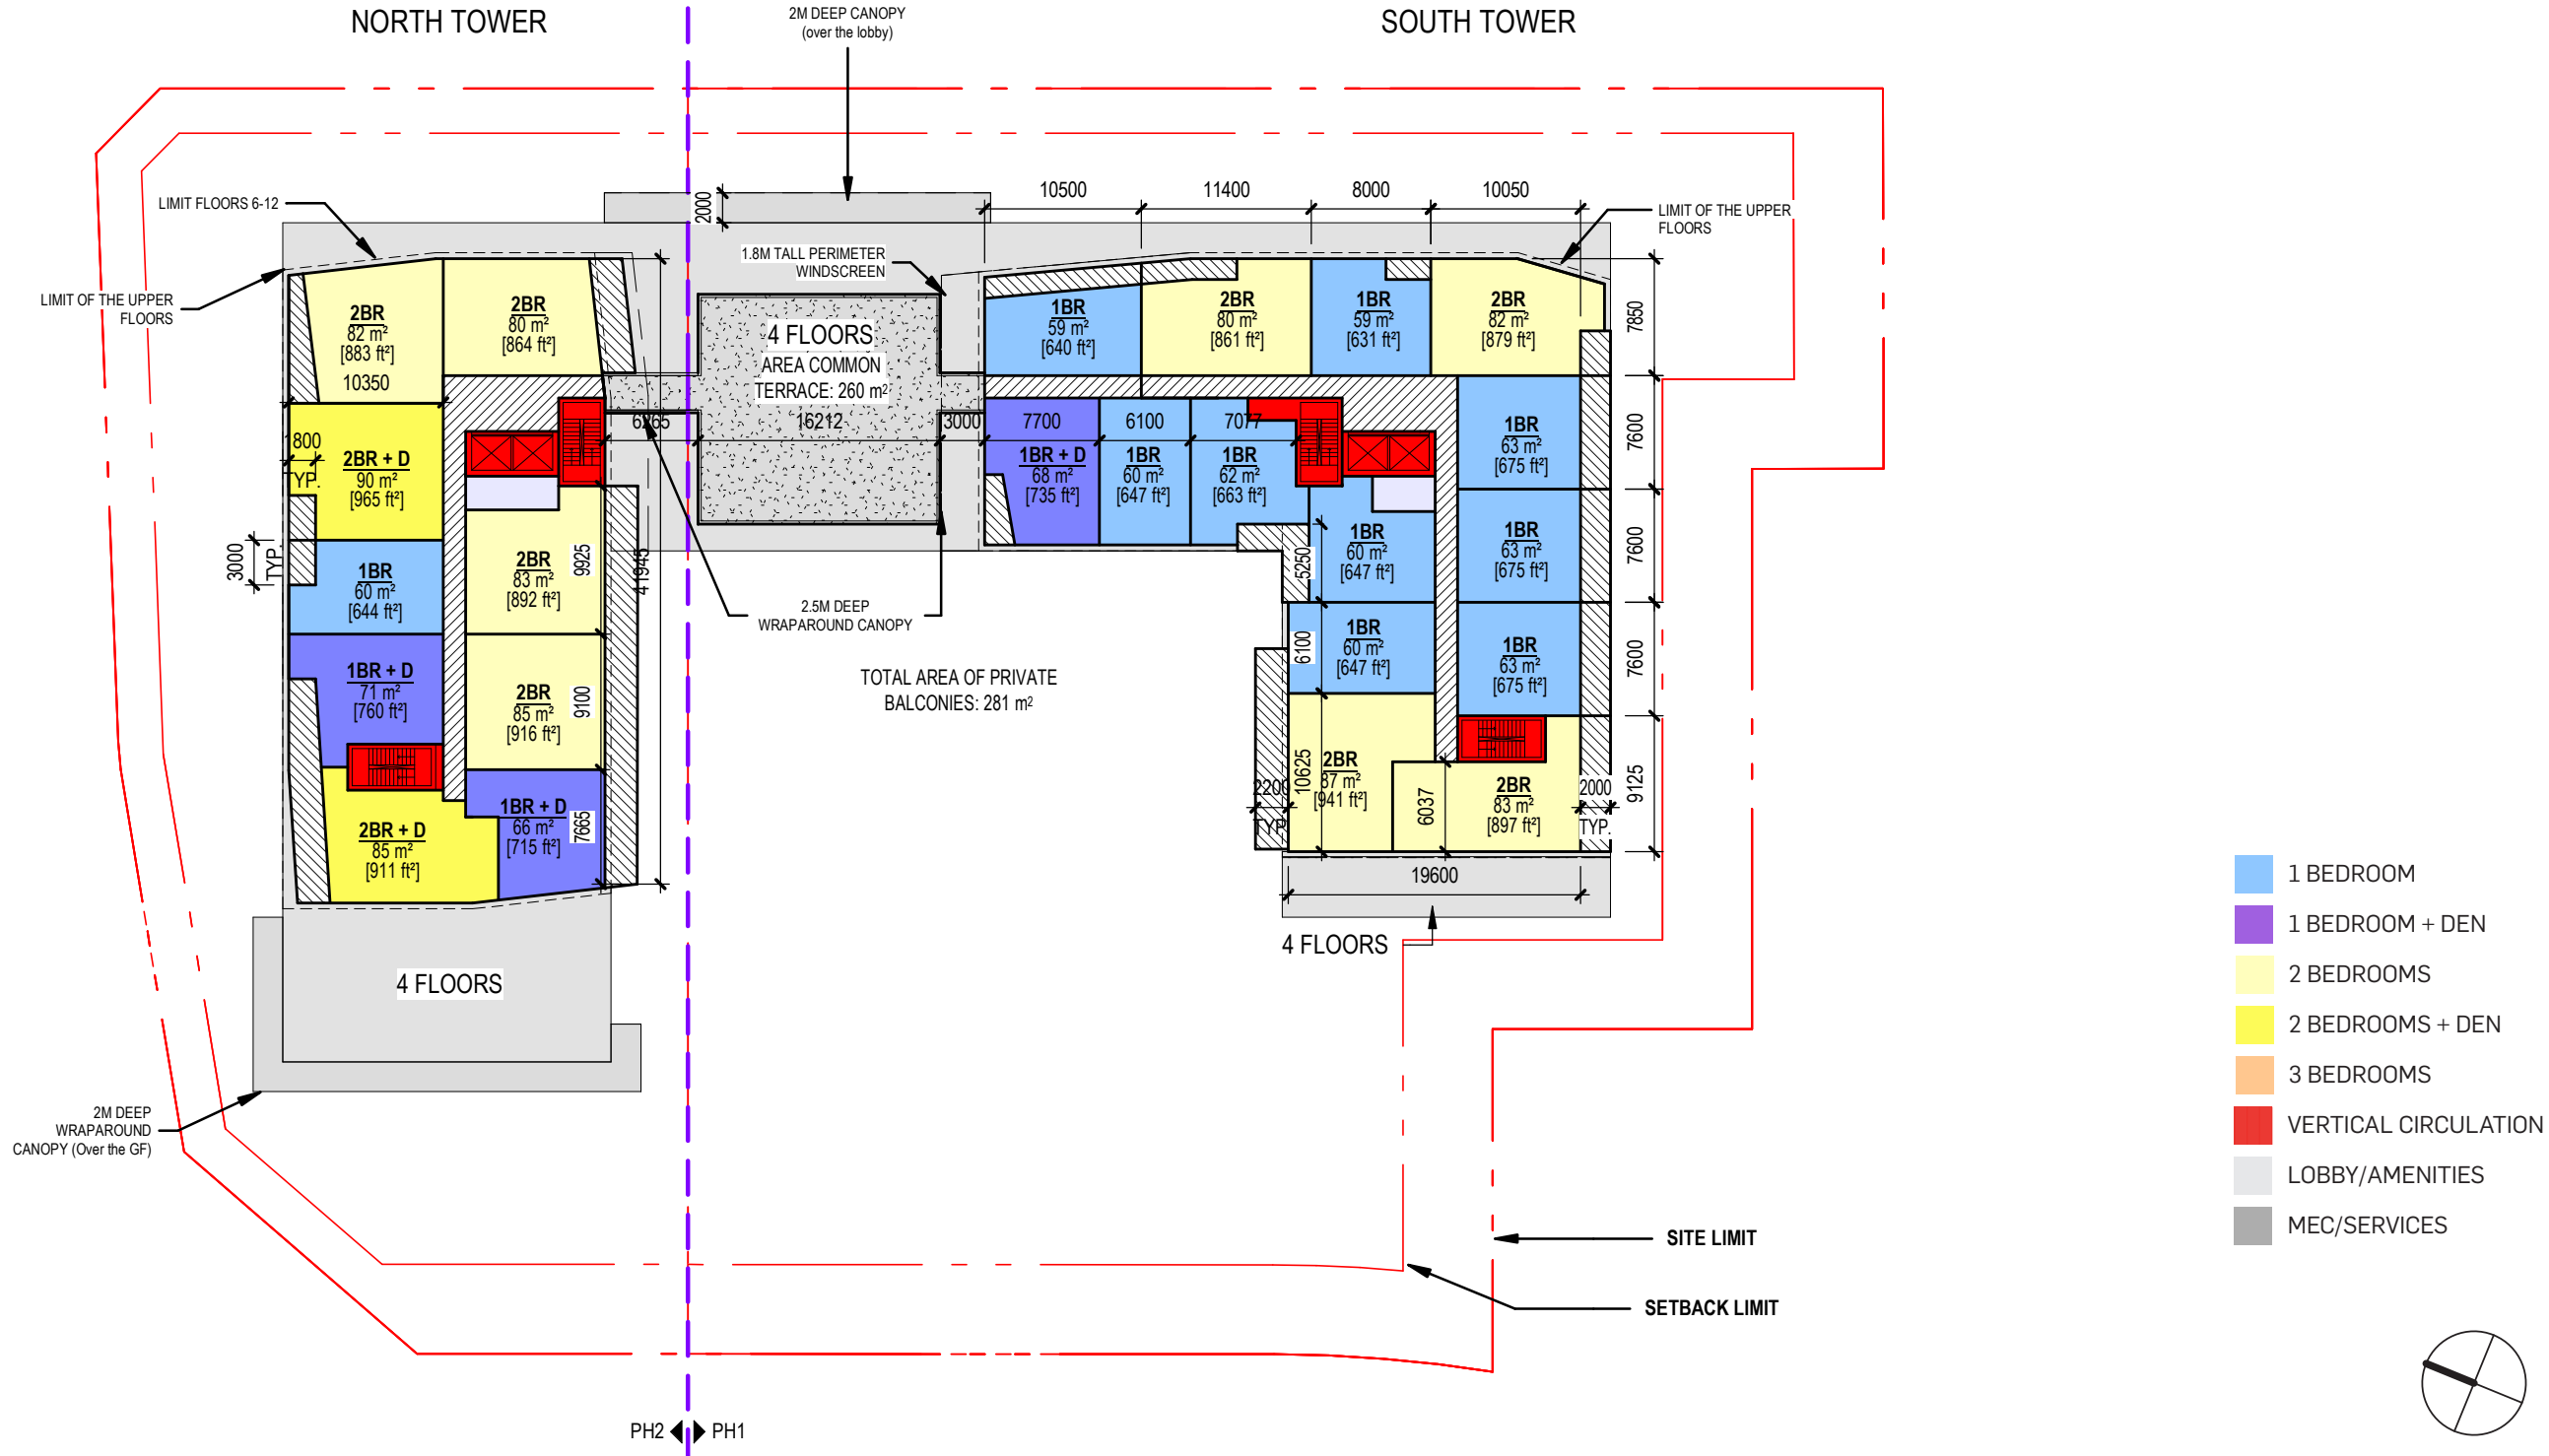 NORTH TOWER
2M DEEP CANOPY
(over the lobby)
SOUTH TOWER
LIMIT FLOORS 6-12
LIMIT OF THE UPPER
FLOORS
2000
1.8M TALL PERIMETER
WINDSCREEN
10500
11400
8000
10050
LIMIT OF THE UPPER
FLOORS
2BR
82 m²
[883 ft²]
10350
2BR
80 m²
[864 ft²]
4 FLOORS
AREA COMMON
TERRACE: 260 m²
1BR
59 m²
[640 ft²]
2BR
80 m²
[861 ft²]
1BR
59 m²
[631 ft²]
2BR
82 m²
[879 ft²]
7850
6265
16212
3000
7700
6100
7077
1800
TYP.
2BR + D
90 m²
[965 ft²]
1BR + D
68 m²
[735 ft²]
1BR
60 m²
[647 ft²]
1BR
62 m²
[663 ft²]
1BR
63 m²
[675 ft²]
7600
3000
TYP.
1BR
60 m²
[644 ft²]
2BR
83 m²
[892 ft²]
9925
41945
5250
1BR
60 m²
[647 ft²]
1BR
63 m²
[675 ft²]
7600
2.5M DEEP
WRAPAROUND CANOPY
1BR + D
71 m²
[760 ft²]
2BR
85 m²
[916 ft²]
9100
TOTAL AREA OF PRIVATE
BALCONIES: 281 m²
6100
1BR
60 m²
[647 ft²]
1BR
63 m²
[675 ft²]
7600
2BR + D
85 m²
[911 ft²]
1BR + D
66 m²
[715 ft²]
7665
2200
TYP.
10625
2BR
87 m²
[941 ft²]
6037
2BR
83 m²
[897 ft²]
2000
TYP.
9125
19600
4 FLOORS
4 FLOORS
2M DEEP
WRAPAROUND
CANOPY (Over the GF)
SITE LIMIT
SETBACK LIMIT
PH2
PH1
1 BEDROOM
1 BEDROOM + DEN
2 BEDROOMS
2 BEDROOMS + DEN
3 BEDROOMS
VERTICAL CIRCULATION
LOBBY/AMENITIES
MEC/SERVICES